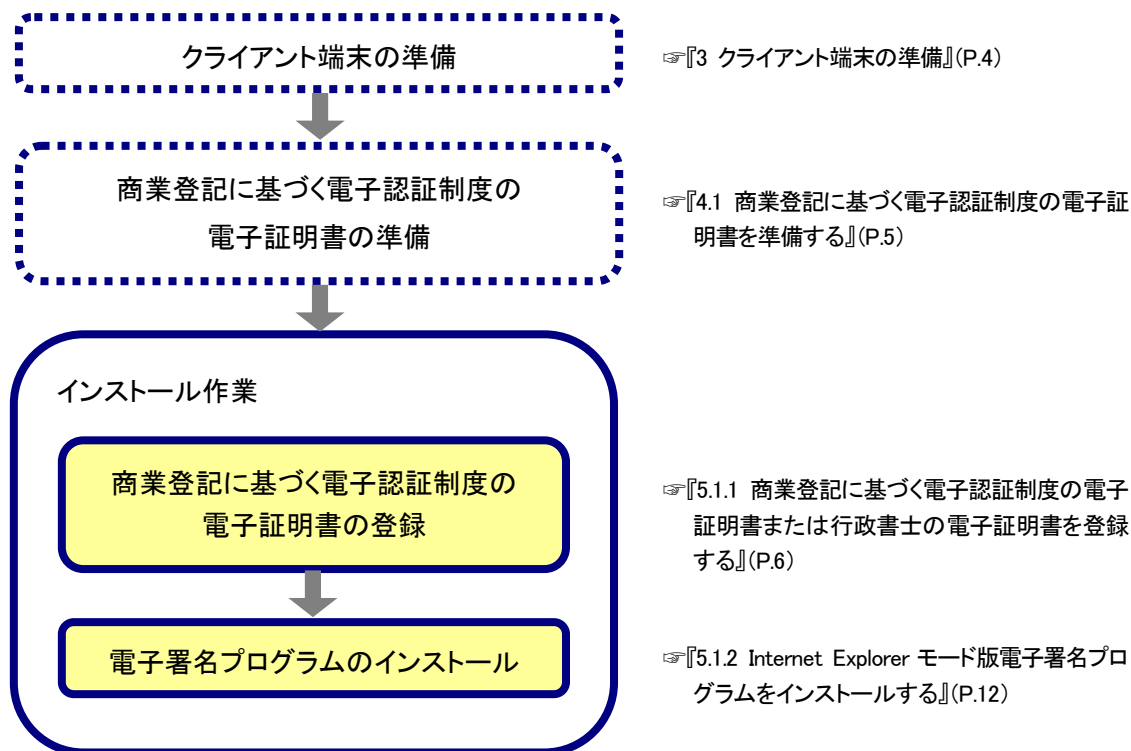 クライアント端末の準備
☞『3 クライアント端末の準備』(P.4)
商業登記に基づく電子認証制度の
電子証明書の準備
☞『4.1 商業登記に基づく電子認証制度の電子証
明書を準備する』(P.5)
インストール作業
商業登記に基づく電子認証制度の
電子証明書の登録
☞『5.1.1 商業登記に基づく電子認証制度の電子
証明書または行政書士の電子証明書を登録
する』(P.6)
電子署名プログラムのインストール
☞『5.1.2 Internet Explorer モード版電子署名プロ
グラムをインストールする』(P.12)